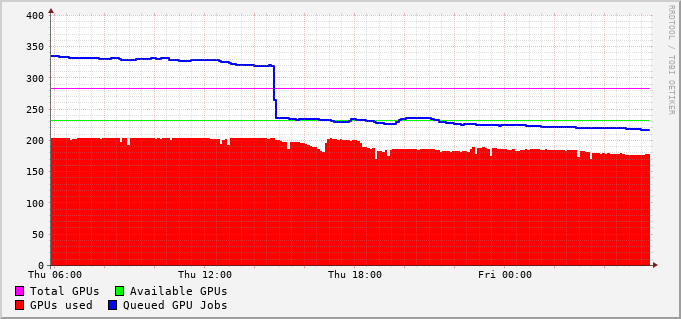 400
350
300
250
200
150
100
50
0
Thu 06:00 Thu 12:00 Thu 18:00 Fri 00:00
Total GPUs Available GPUs
GPUs used Queued GPU Jobs
RRDTOOL / TOBI OETIKER